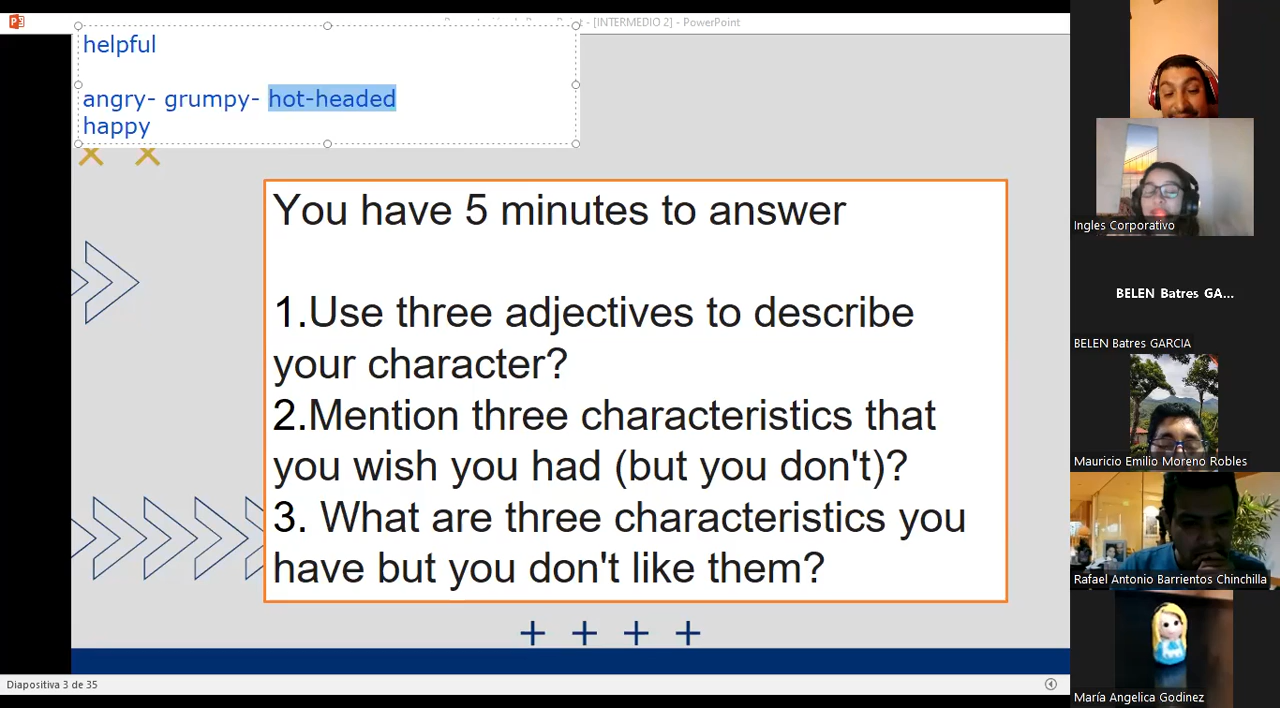 Presentación de PowerPoint - [INTERMEDIO 2] - PowerPoint
helpful
angry- grumpy- hot-headed
happy
You have 5 minutes to answer
1.Use three adjectives to describe
your character?
2.Mention three characteristics that
you wish you had (but you don't)?
3. What are three characteristics you
have but you don't like them?
Diapositiva 3 de 35
Ingles Corporativo
BELEN Batres GA...
BELEN Batres GARCIA
Mauricio Emilio Moreno Robles
Rafael Antonio Barrientos Chinchilla
María Angelica Godinez